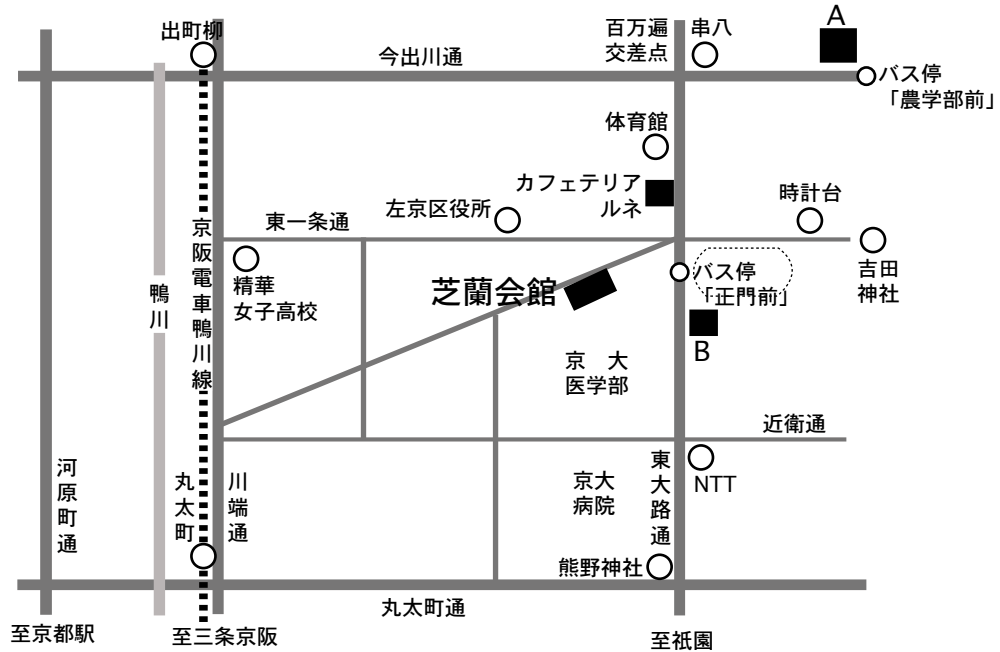 出町柳
百万遍
交差点
串八
A
今出川通
バス停
「農学部前」
体育館
カフェテリア
ルネ
左京区役所
時計台
東一条通
京阪電車鴨川線
精華
女子高校
鴨川
芝蘭会館
バス停
「正門前」
吉田
神社
B
京　大
医学部
近衛通
河原町通
丸太町
川端通
京大
病院
東大路通
NTT
熊野神社
丸太町通
至京都駅
至三条京阪
至祇園